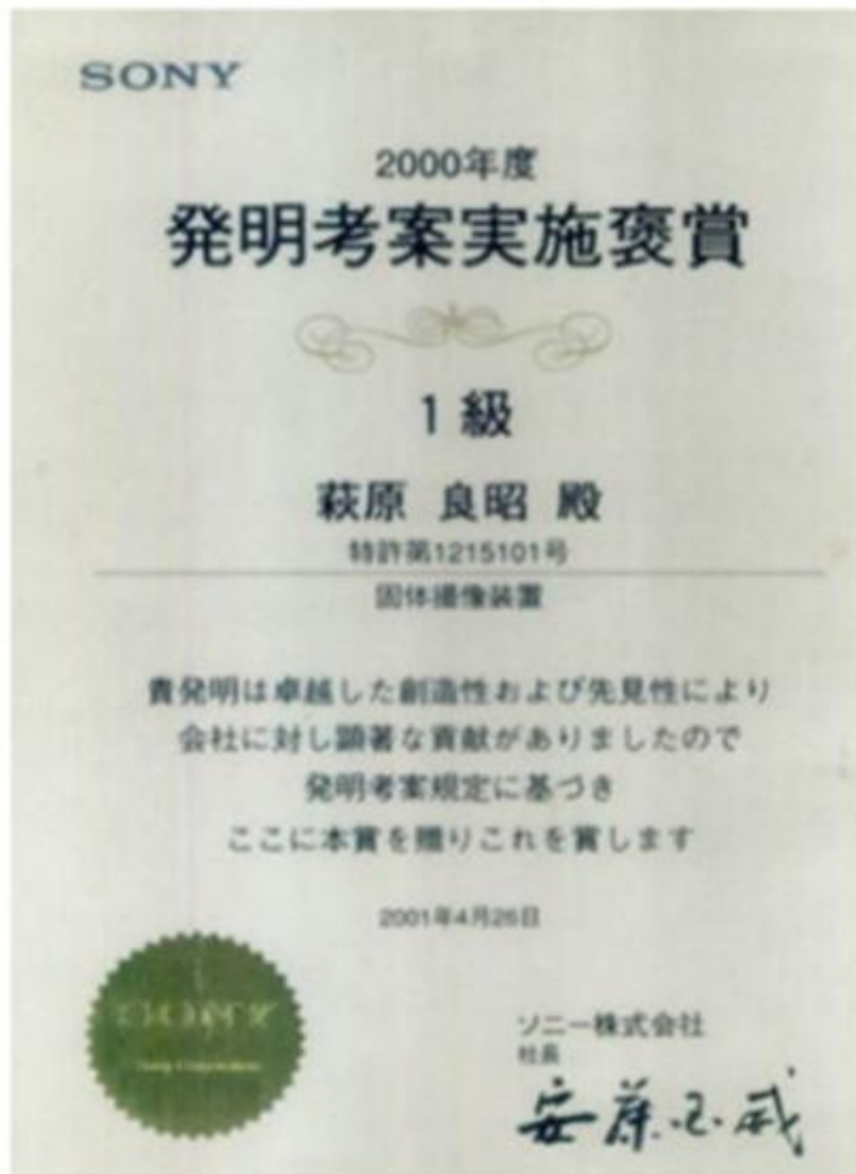 SONY
2000年度
発明考案実施褒賞
1級
萩原 良昭 殿
特許第1215101号
固体撮像装置
貴発明は卓越した創造性および先見性により
会社に対し顕著な貢献がありましたので
発明考案規定に基づき
ここに本賞を贈りこれを賞します
2001年4月26日
SONY
Sony Corporation
ソニー株式会社
社長
安藤国威